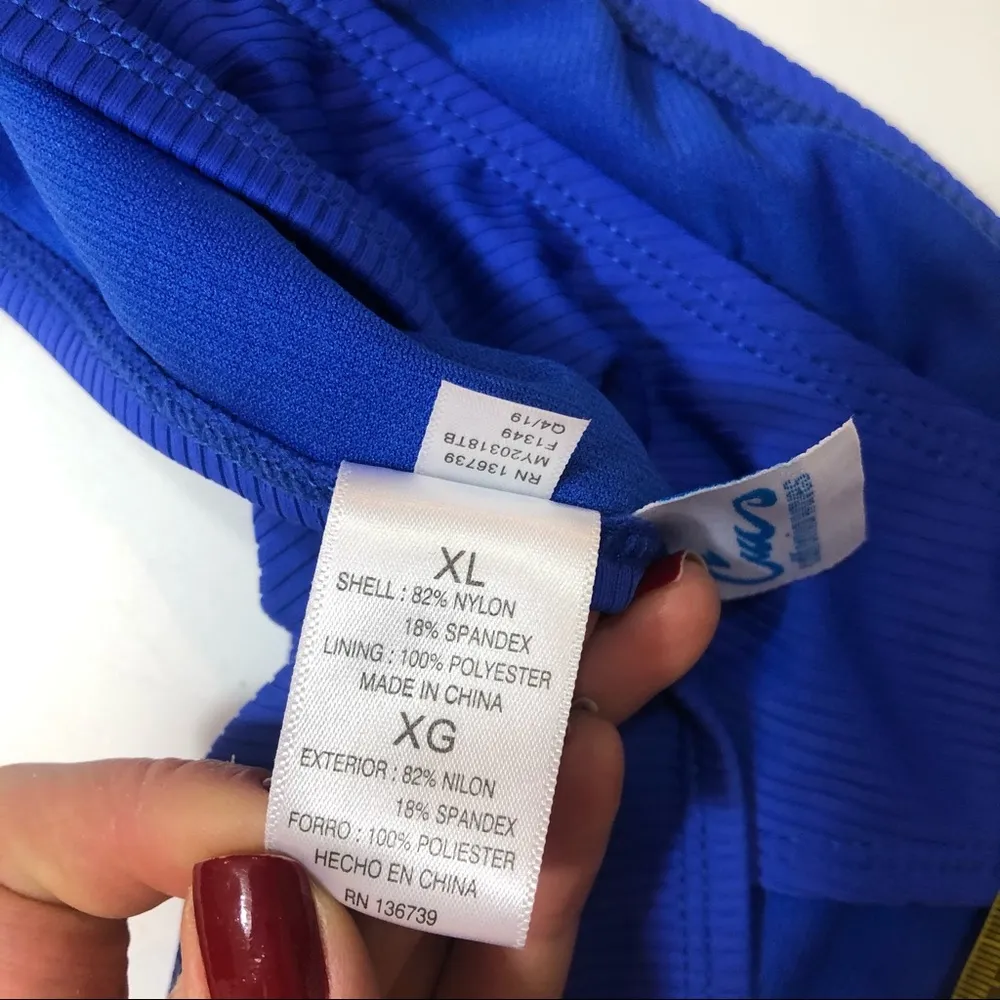 RN 136739
MY20318TB
F1349
Q4/19
XL
SHELL : 82% NYLON
18% SPANDEX
LINING : 100% POLYESTER
MADE IN CHINA
XG
EXTERIOR : 82% NILON
18% SPANDEX
FORRO : 100% POLIESTER
HECHO EN CHINA
RN 136739